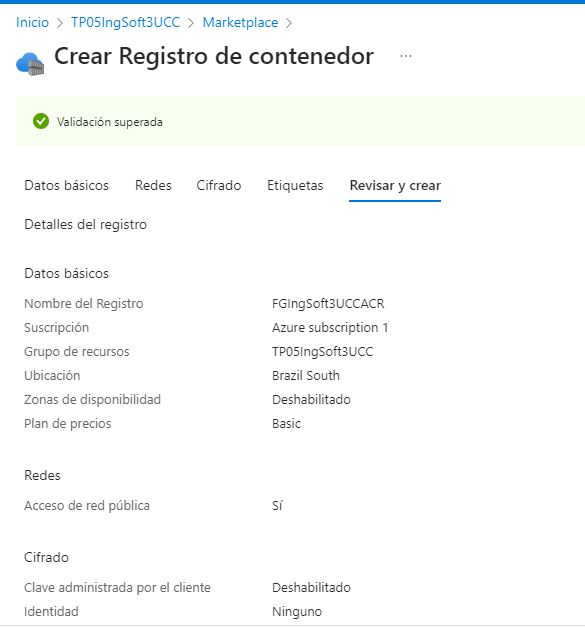 Inicio > TP05IngSoft3UCC > Marketplace >
Crear Registro de contenedor ...
Validación superada
Datos básicos Redes Cifrado Etiquetas Revisar y crear
Detalles del registro
Datos básicos
Nombre del Registro FGIngSoft3UCCACR
Suscripción Azure subscription 1
Grupo de recursos TP05IngSoft3UCC
Ubicación Brazil South
Zonas de disponibilidad Deshabilitado
Plan de precios Basic
Redes
Acceso de red pública Sí
Cifrado
Clave administrada por el cliente Deshabilitado
Identidad Ninguno